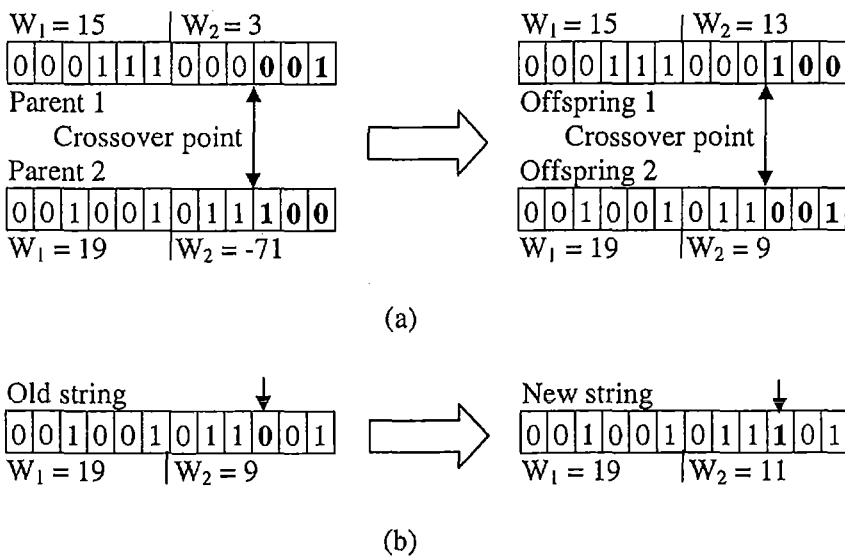 W1 = 15 W2 = 3
0 0 0 1 1 1 0 0 0 0 0 1
Parent 1
Crossover point
Parent 2
0 0 1 0 0 1 0 1 1 1 0 0
W1 = 19 W2 = -71
W1 = 15 W2 = 13
0 0 0 1 1 1 0 0 0 1 0 0
Offspring 1
Crossover point
Offspring 2
0 0 1 0 0 1 0 1 1 0 0 1
W1 = 19 W2 = 9
(a)
Old string
0 0 1 0 0 1 0 1 1 0 0 1
W1 = 19 W2 = 9
New string
0 0 1 0 0 1 0 1 1 1 0 1
W1 = 19 W2 = 11
(b)